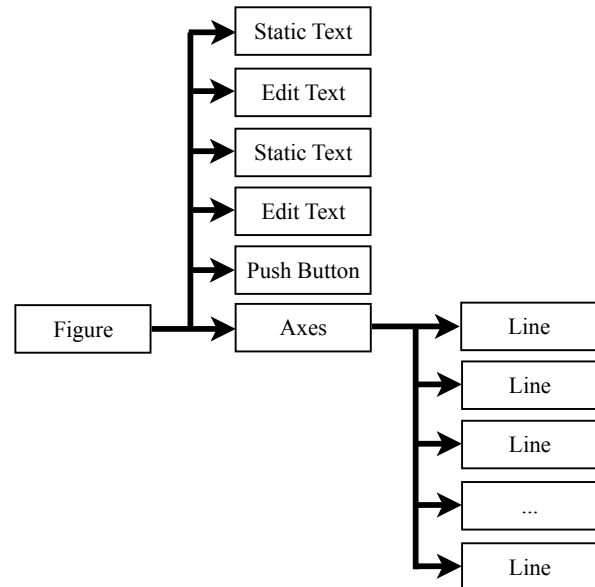 Static Text
Edit Text
Static Text
Edit Text
Push Button
Figure
Axes
Line
Line
Line
...
Line